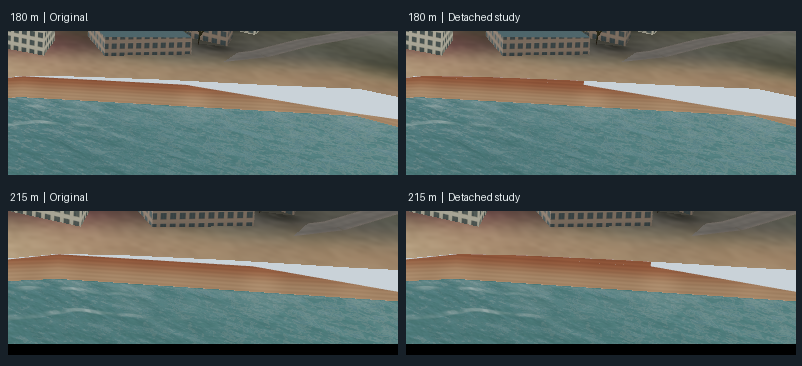 180 m | Original
180 m | Detached study
215 m | Original
215 m | Detached study